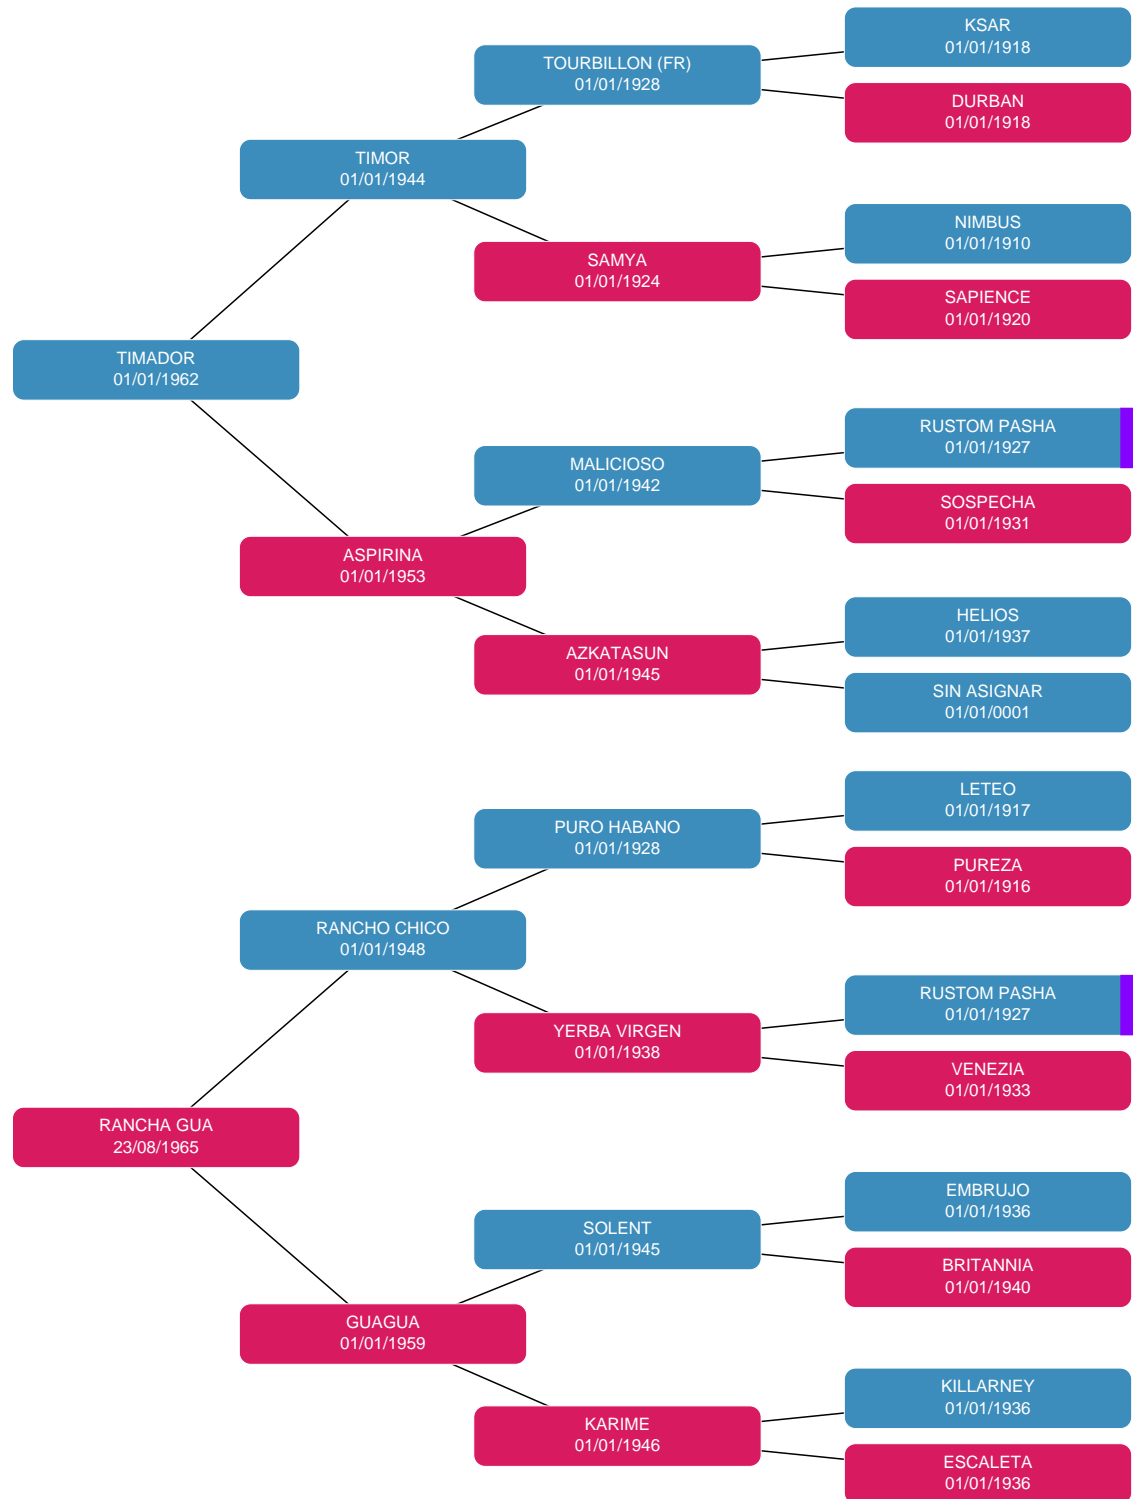 KSAR
01/01/1918
TOURBILLON (FR)
01/01/1928
DURBAN
01/01/1918
TIMOR
01/01/1944
NIMBUS
01/01/1910
SAMYA
01/01/1924
SAPIENCE
01/01/1920
TIMADOR
01/01/1962
RUSTOM PASHA
01/01/1927
MALICIOSO
01/01/1942
SOSPECHA
01/01/1931
ASPIRINA
01/01/1953
HELIOS
01/01/1937
AZKATASUN
01/01/1945
SIN ASIGNAR
01/01/0001
LETEO
01/01/1917
PURO HABANO
01/01/1928
PUREZA
01/01/1916
RANCHO CHICO
01/01/1948
RUSTOM PASHA
01/01/1927
YERBA VIRGEN
01/01/1938
VENEZIA
01/01/1933
RANCHA GUA
23/08/1965
EMBRUJO
01/01/1936
SOLENT
01/01/1945
BRITANNIA
01/01/1940
GUAGUA
01/01/1959
KILLARNEY
01/01/1936
KARIME
01/01/1946
ESCALETA
01/01/1936